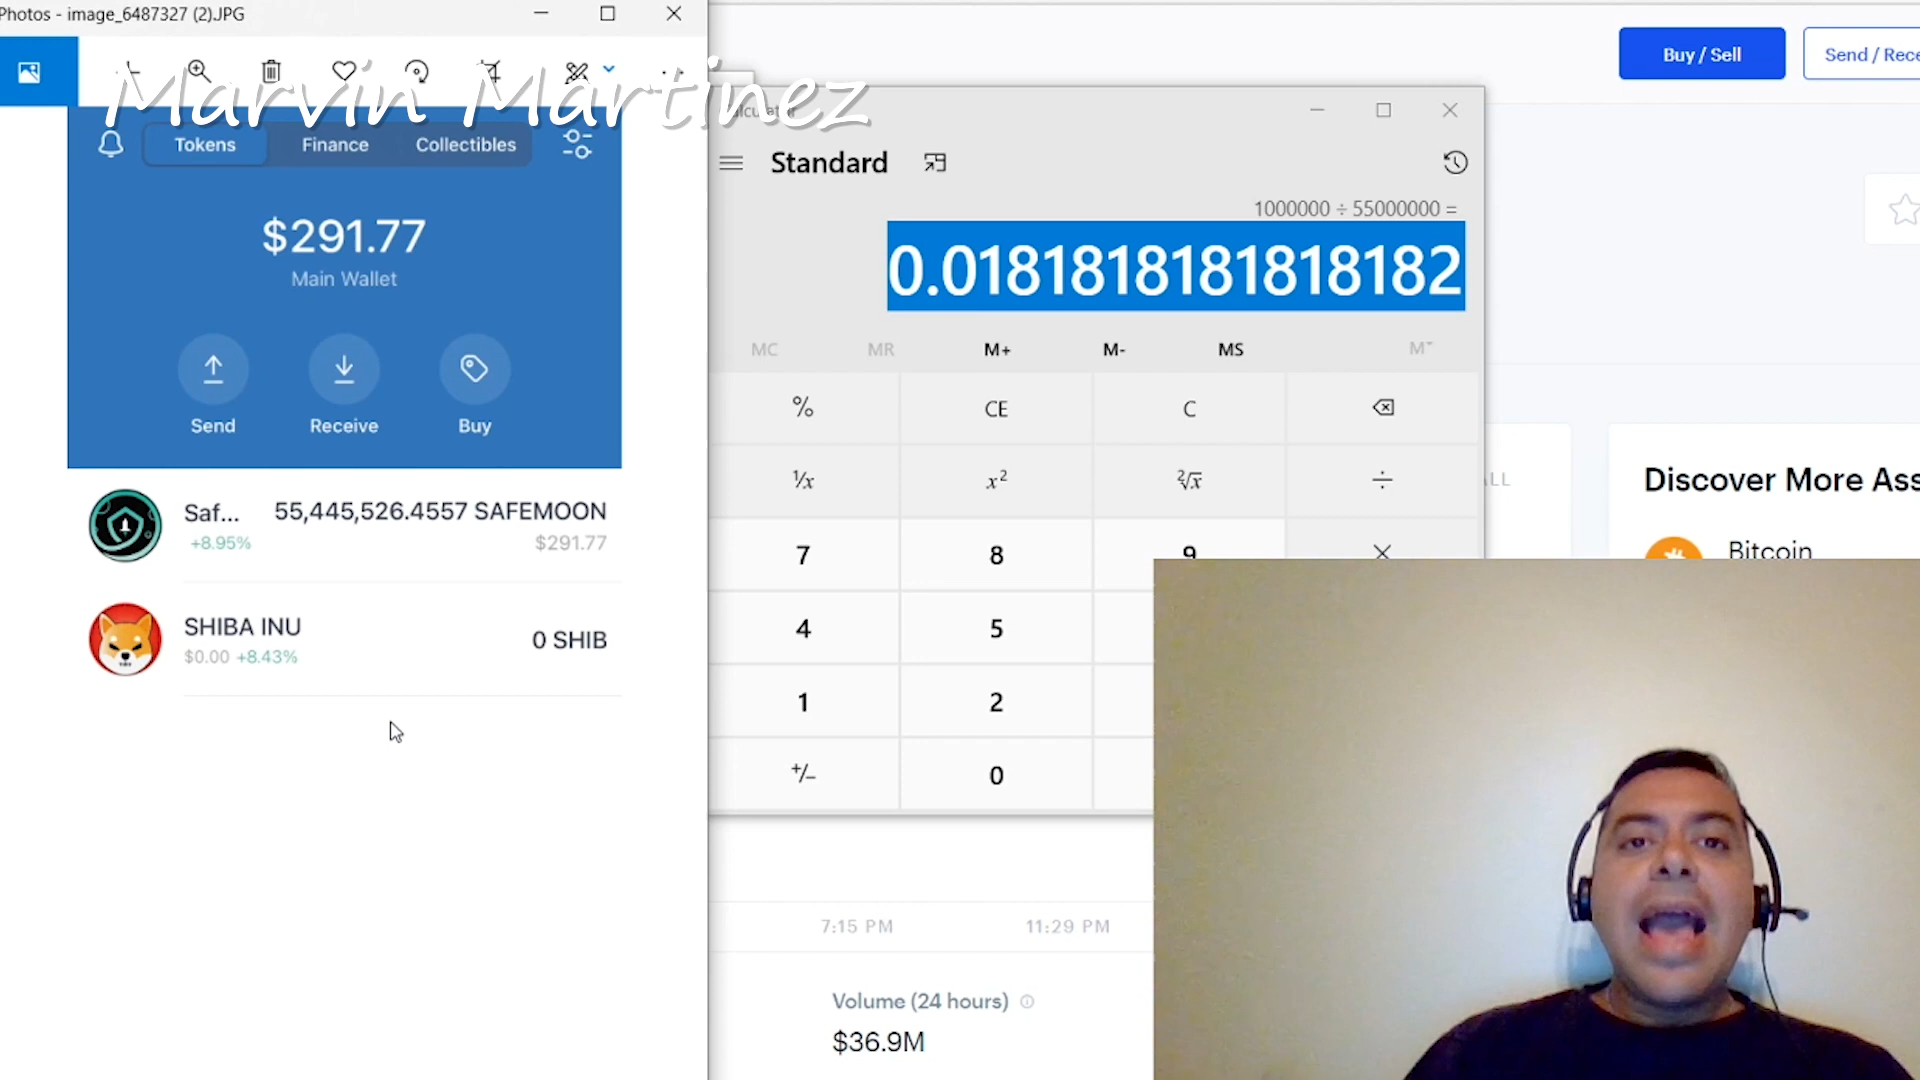 Photos - image_6487327 (2).JPG
Marvin Martinez
Tokens
Finance
Collectibles
$291.77
Main Wallet
Send
Receive
Buy
Saf...
55,445,526.4557 SAFEMOON
+8.95%
$291.77
SHIBA INU
0 SHIB
$0.00 +8.43%
Standard
1000000 ÷ 55000000 =
0.0181818181818182
MC
MR
M+
M-
MS
M˅
%
CE
C
⅟x
x²
²√x
÷
7
8
9
×
4
5
1
2
+/−
0
Buy / Sell
Send / Rece
Discover More Ass
Bitcoin
7:15 PM
11:29 PM
Volume (24 hours)
$36.9M